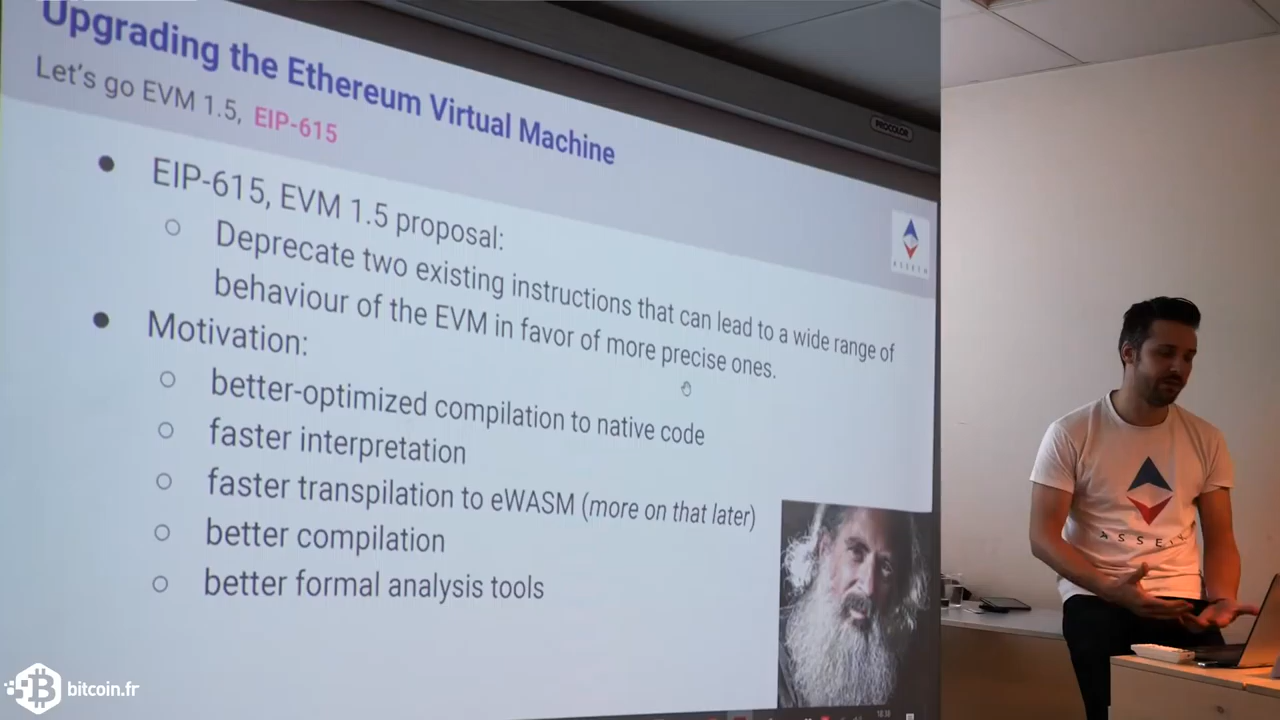 Upgrading the Ethereum Virtual Machine
Let's go EVM 1.5, EIP-615
EIP-615, EVM 1.5 proposal:
Deprecate two existing instructions that can lead to a wide range of
behaviour of the EVM in favor of more precise ones.
Motivation:
better-optimized compilation to native code
faster interpretation
faster transpilation to eWASM (more on that later)
better compilation
better formal analysis tools
PROCOLOR
ASSETH
ASSETH
bitcoin.fr